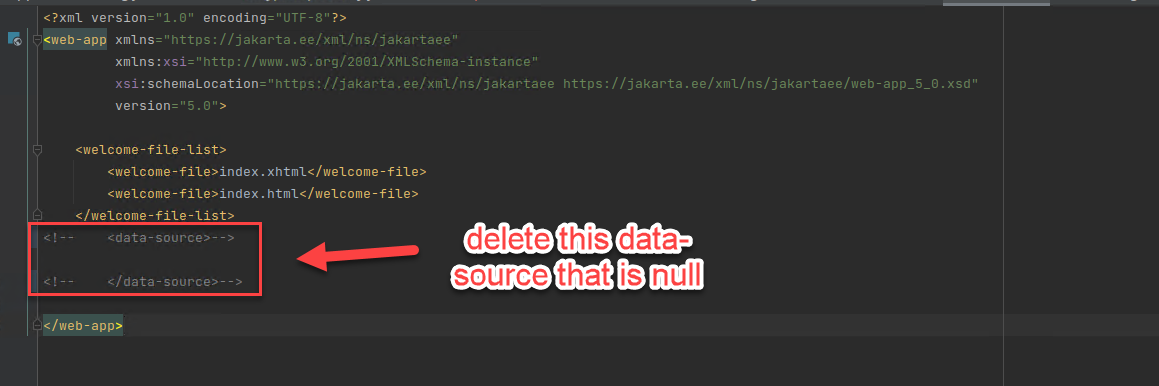 <?xml version="1.0" encoding="UTF-8"?>
<web-app xmlns="https://jakarta.ee/xml/ns/jakartaee"
xmlns:xsi="http://www.w3.org/2001/XMLSchema-instance"
xsi:schemaLocation="https://jakarta.ee/xml/ns/jakartaee https://jakarta.ee/xml/ns/jakartaee/web-app_5_0.xsd"
version="5.0">
<welcome-file-list>
<welcome-file>index.xhtml</welcome-file>
<welcome-file>index.html</welcome-file>
</welcome-file-list>
<!-- <data-source>-->
<!-- </data-source>-->
delete this data-
source that is null
</web-app>